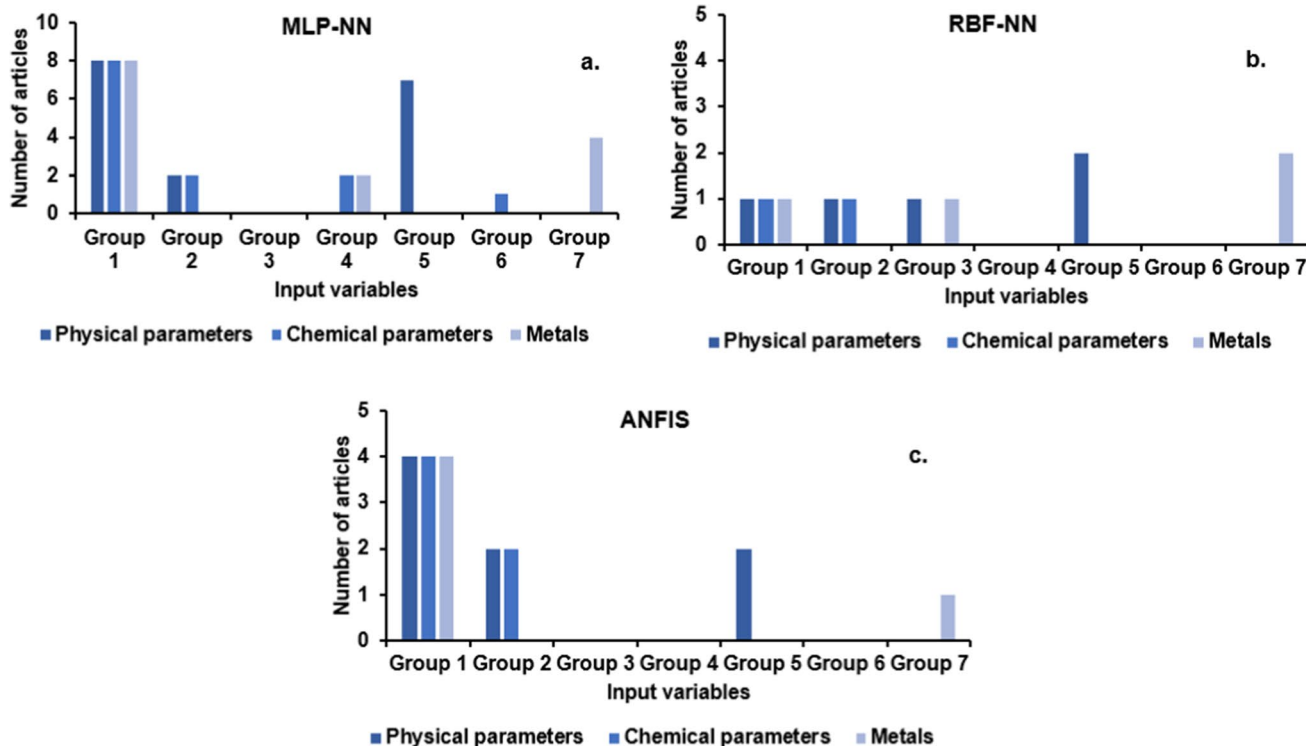 MLP-NN
a.
Number of articles
10
8
6
4
2
0
Group 1 Group 2 Group 3 Group 4 Group 5 Group 6 Group 7
Input variables
Physical parameters Chemical parameters Metals
RBF-NN
b.
Number of articles
5
4
3
2
1
0
Group 1 Group 2 Group 3 Group 4 Group 5 Group 6 Group 7
Input variables
Physical parameters Chemical parameters Metals
ANFIS
c.
Number of articles
5
4
3
2
1
0
Group 1 Group 2 Group 3 Group 4 Group 5 Group 6 Group 7
Input variables
Physical parameters Chemical parameters Metals